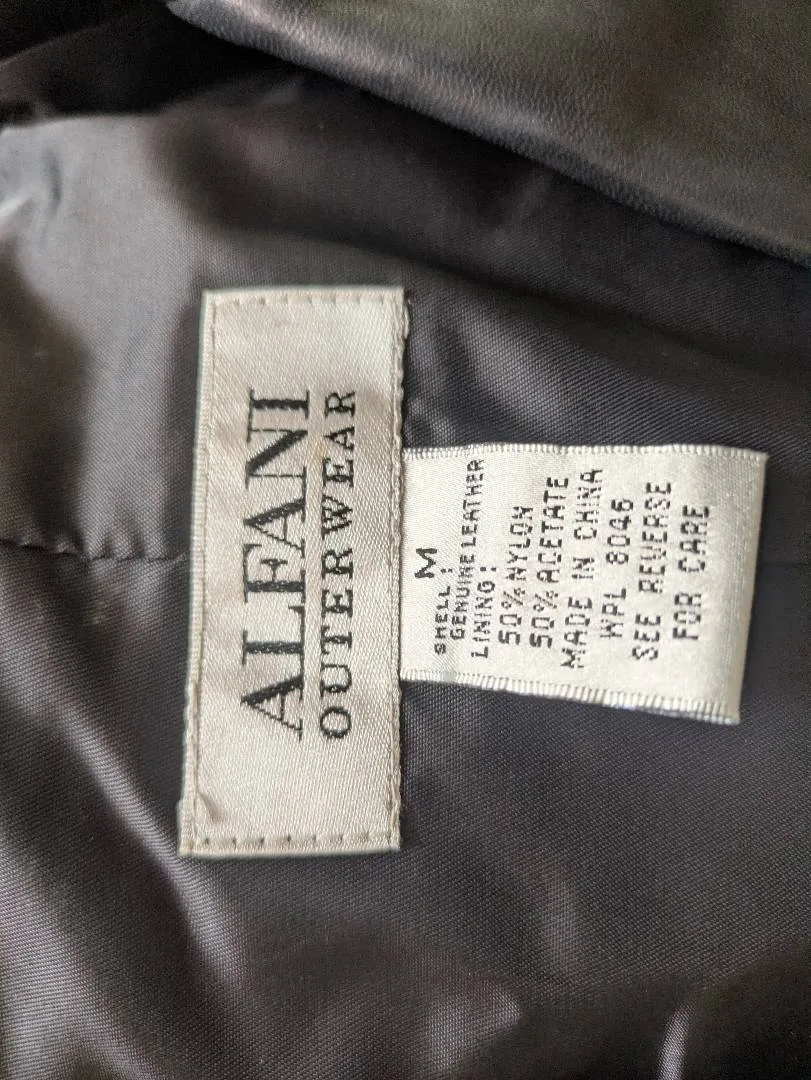 ALFANI
OUTERWEAR
M
SHELL:
GENUINE LEATHER
LINING:
50% NYLON
50% ACETATE
MADE IN CHINA
WPL 8046
SEE REVERSE
FOR CARE